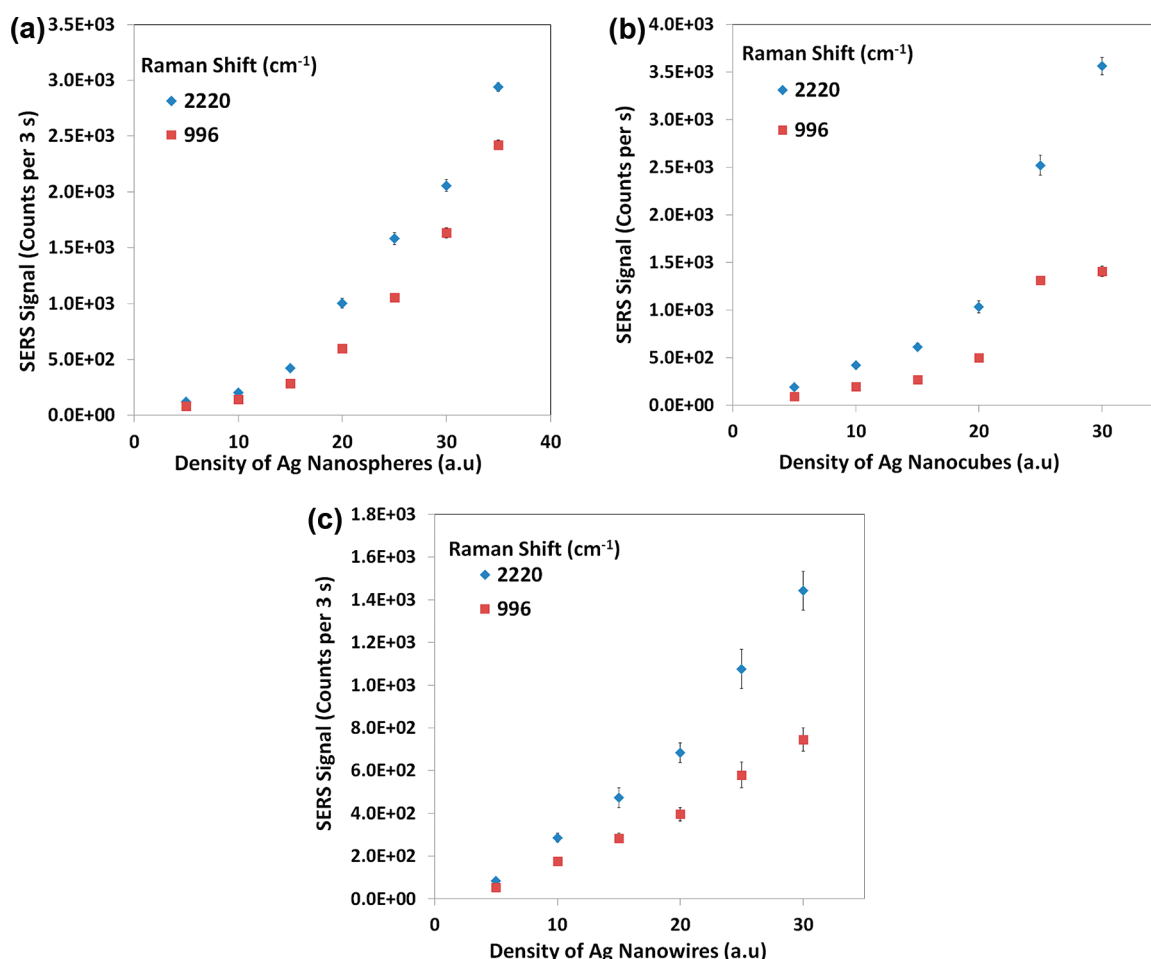 (a)
SERS Signal (Counts per 3 s)
3.5E+03
3.0E+03
2.5E+03
2.0E+03
1.5E+03
1.0E+03
5.0E+02
0.0E+00
Raman Shift (cm-1)
2220
996
0 10 20 30 40
Density of Ag Nanospheres (a.u)
(b)
SERS Signal (Counts per s)
4.0E+03
3.5E+03
3.0E+03
2.5E+03
2.0E+03
1.5E+03
1.0E+03
5.0E+02
0.0E+00
Raman Shift (cm-1)
2220
996
0 10 20 30
Density of Ag Nanocubes (a.u)
(c)
SERS Signal (Counts per 3 s)
1.8E+03
1.6E+03
1.4E+03
1.2E+03
1.0E+03
8.0E+02
6.0E+02
4.0E+02
2.0E+02
0.0E+00
Raman Shift (cm-1)
2220
996
0 10 20 30
Density of Ag Nanowires (a.u)